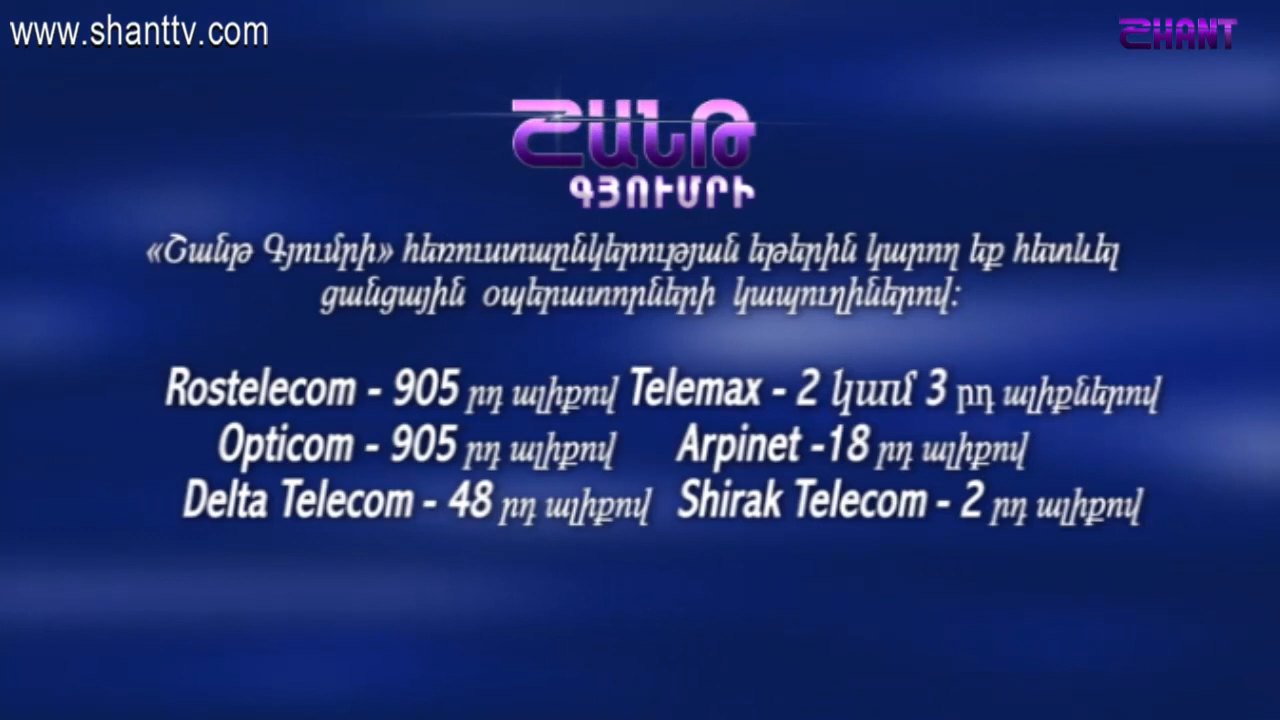 www.shanttv.com
SHANT
ՇԱՆԹ
ԳՅՈՒՄՐԻ
«Շանթ Գյումրի» հեռուստաընկերության եթերին կարող եք հետևել
ցանցային օպերատորների կապուղիներով:
Rostelecom - 905 րդ ալիքով Telemax - 2 կամ 3 րդ ալիքներով
Opticom - 905 րդ ալիքով Arpinet -18 րդ ալիքով
Delta Telecom - 48 րդ ալիքով Shirak Telecom - 2 րդ ալիքով